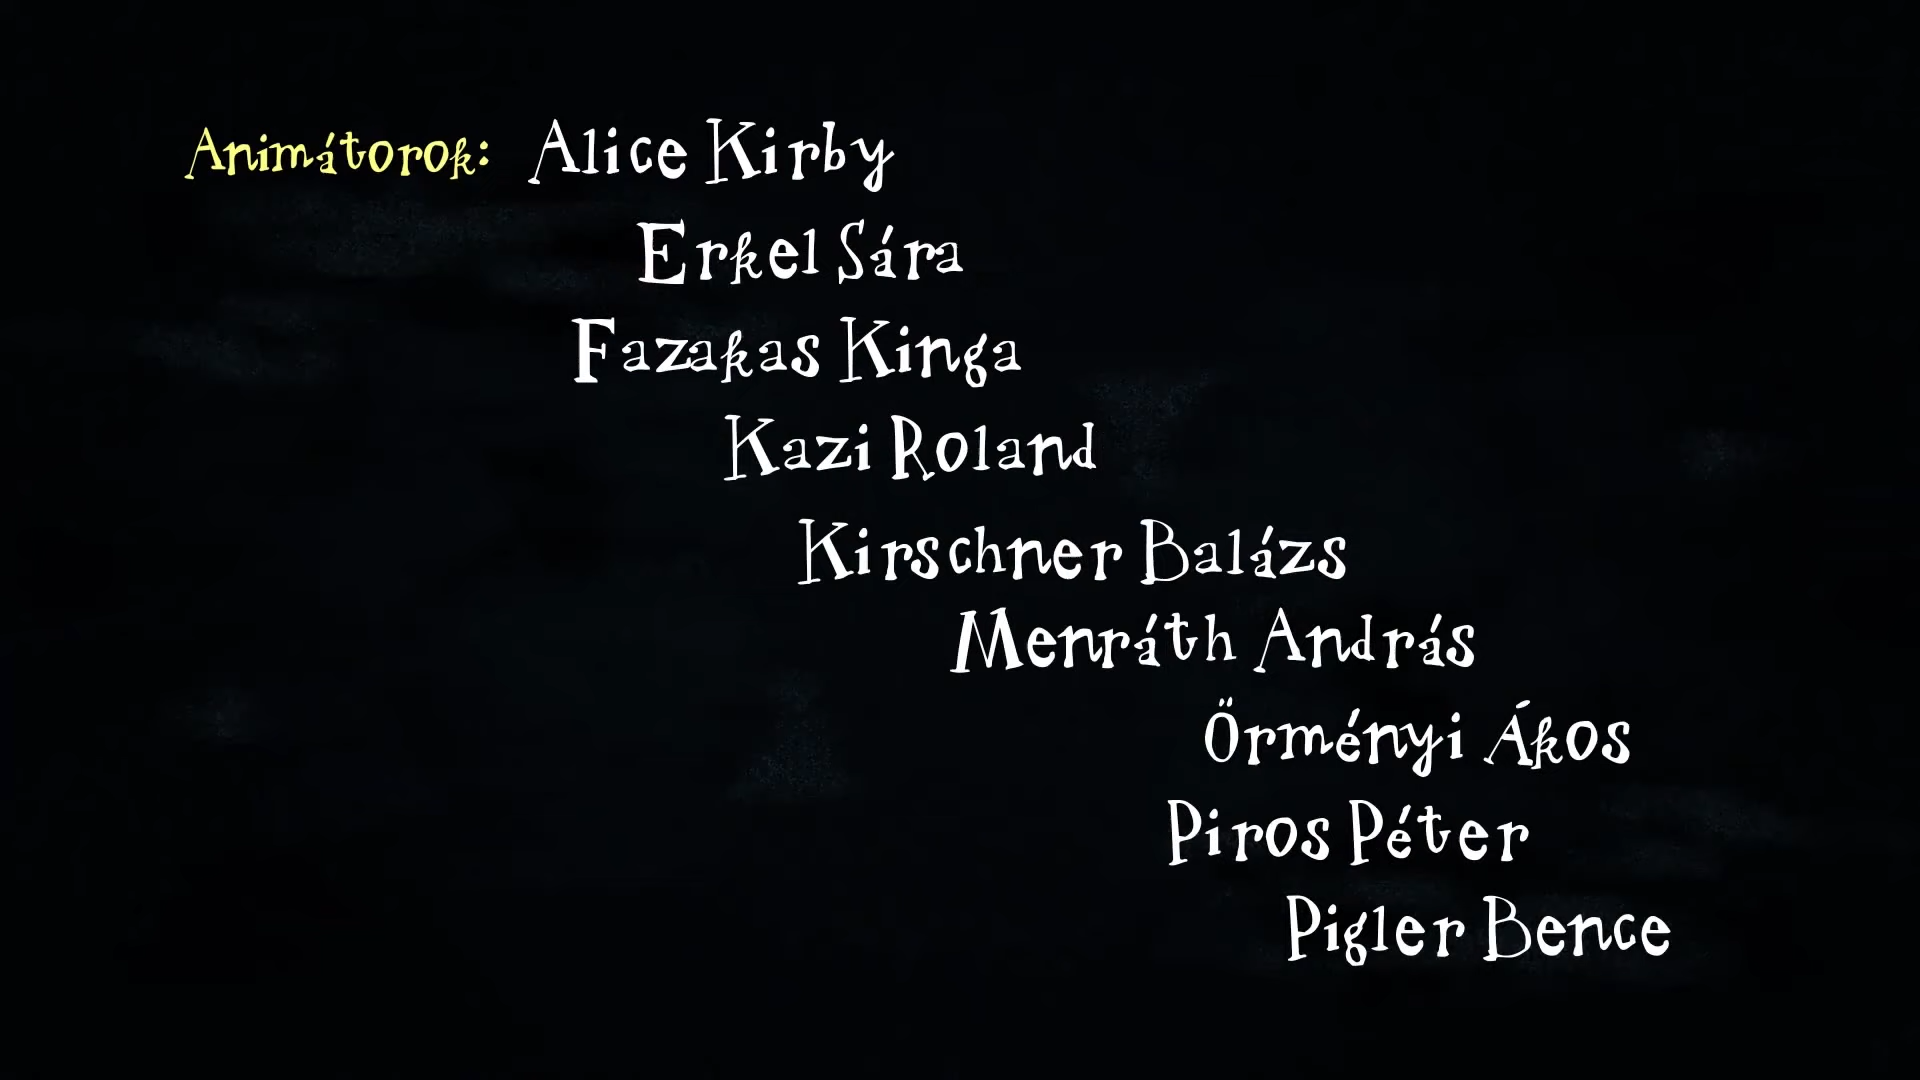 Animátorok: Alice Kirby
Erkel Sára
Fazakas Kinga
Kazi Roland
Kirschner Balázs
Menráth András
Örményi Ákos
Piros Péter
Pigler Bence